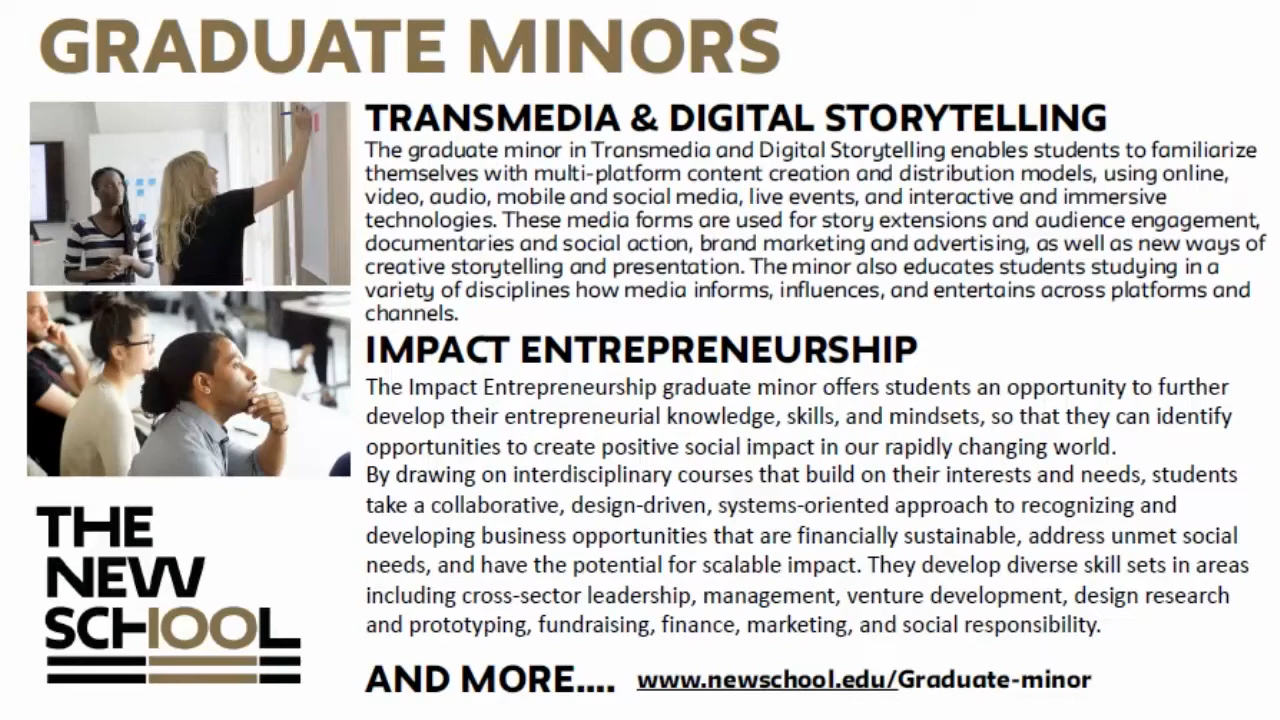 GRADUATE MINORS
TRANSMEDIA & DIGITAL STORYTELLING
The graduate minor in Transmedia and Digital Storytelling enables students to familiarize
themselves with multi-platform content creation and distribution models, using online,
video, audio, mobile and social media, live events, and interactive and immersive
technologies. These media forms are used for story extensions and audience engagement,
documentaries and social action, brand marketing and advertising, as well as new ways of
creative storytelling and presentation. The minor also educates students studying in a
variety of disciplines how media informs, influences, and entertains across platforms and
channels.
IMPACT ENTREPRENEURSHIP
The Impact Entrepreneurship graduate minor offers students an opportunity to further
develop their entrepreneurial knowledge, skills, and mindsets, so that they can identify
opportunities to create positive social impact in our rapidly changing world.
By drawing on interdisciplinary courses that build on their interests and needs, students
take a collaborative, design-driven, systems-oriented approach to recognizing and
developing business opportunities that are financially sustainable, address unmet social
needs, and have the potential for scalable impact. They develop diverse skill sets in areas
including cross-sector leadership, management, venture development, design research
and prototyping, fundraising, finance, marketing, and social responsibility.
AND MORE.... www.newschool.edu/Graduate-minor
THE
NEW
SCHOOL